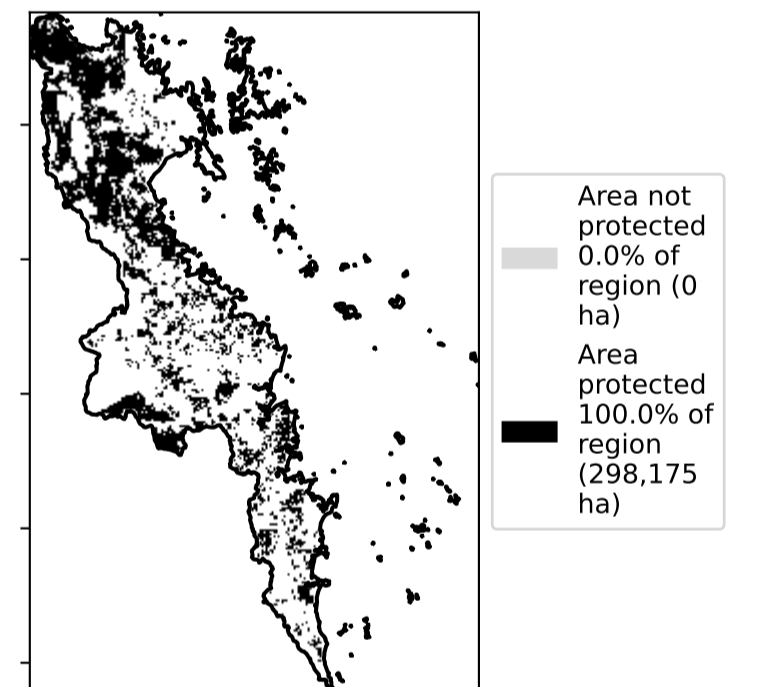 Area not
protected
0.0% of
region (0
ha)
Area
protected
100.0% of
region
(298,175
ha)